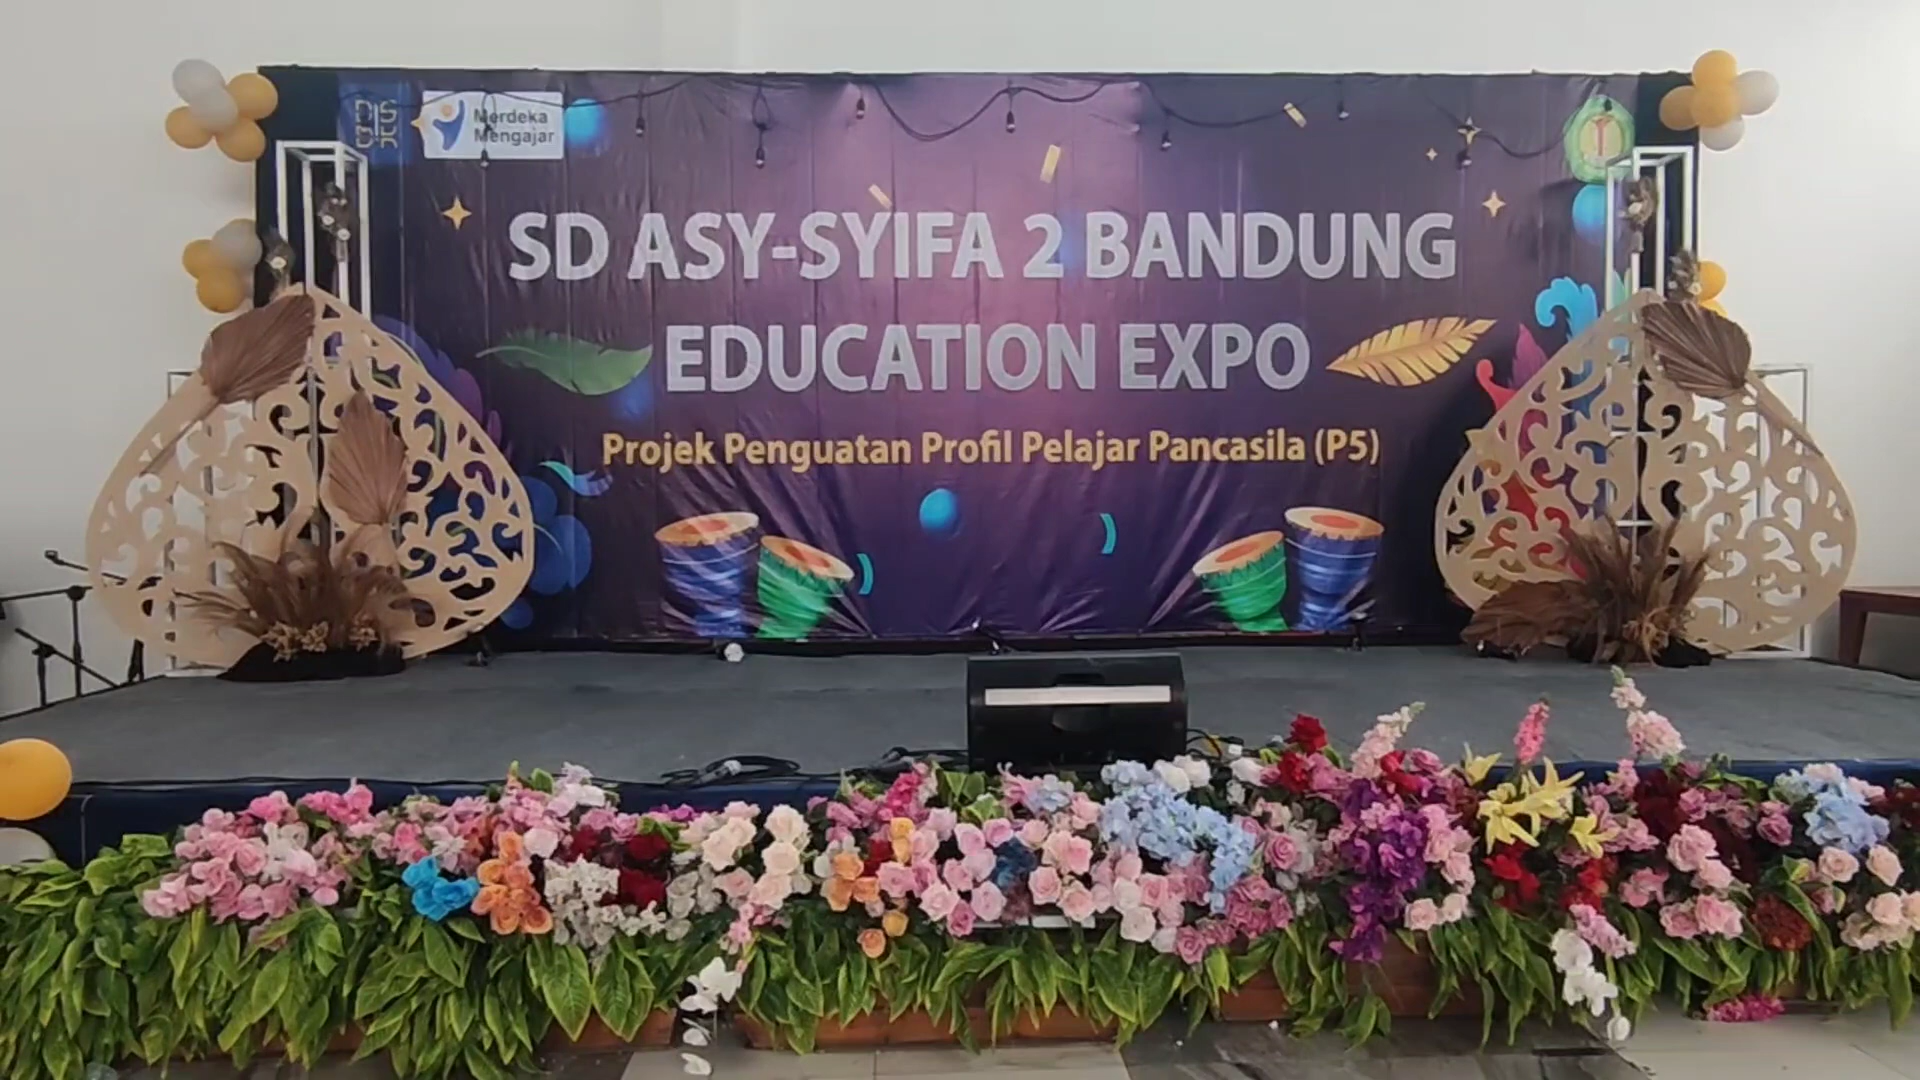 Merdeka
Mengajar
SD ASY-SYIFA 2 BANDUNG
EDUCATION EXPO
Projek Penguatan Profil Pelajar Pancasila (P5)